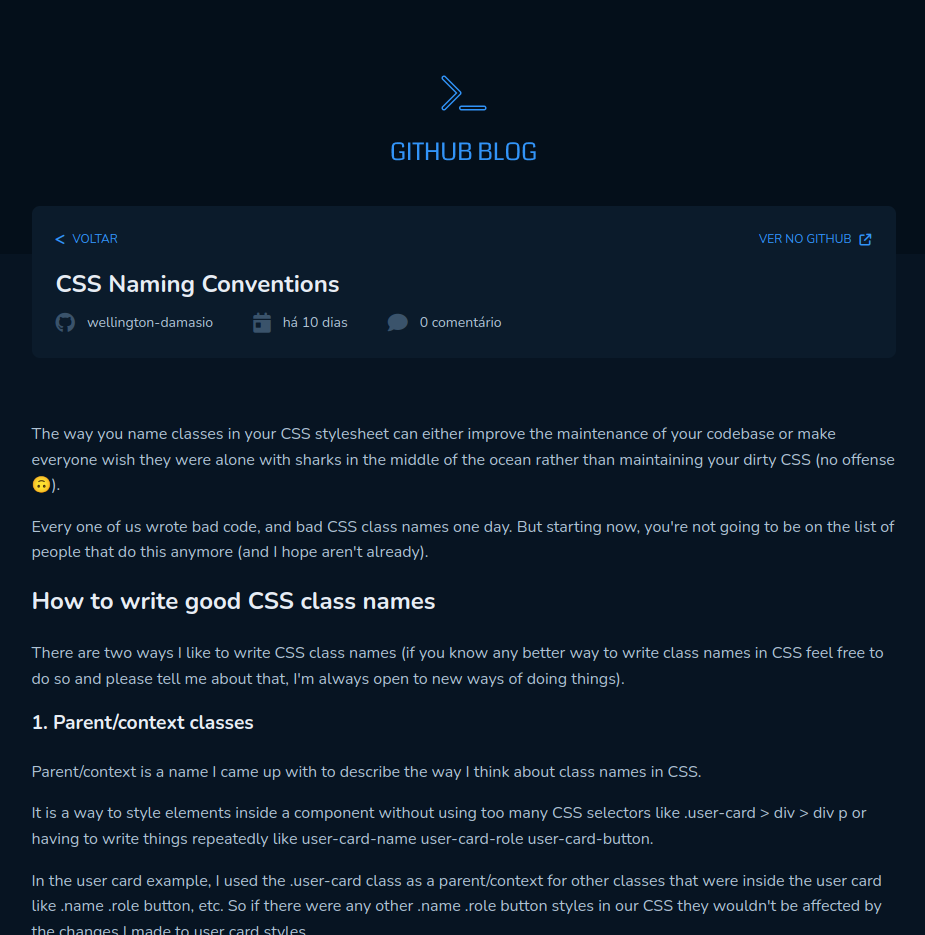 GITHUB BLOG
< VOLTAR
VER NO GITHUB
CSS Naming Conventions
wellington-damasio
há 10 dias
0 comentário
The way you name classes in your CSS stylesheet can either improve the maintenance of your codebase or make
everyone wish they were alone with sharks in the middle of the ocean rather than maintaining your dirty CSS (no offense
🙃).
Every one of us wrote bad code, and bad CSS class names one day. But starting now, you're not going to be on the list of
people that do this anymore (and I hope aren't already).
How to write good CSS class names
There are two ways I like to write CSS class names (if you know any better way to write class names in CSS feel free to
do so and please tell me about that, I'm always open to new ways of doing things).
1. Parent/context classes
Parent/context is a name I came up with to describe the way I think about class names in CSS.
It is a way to style elements inside a component without using too many CSS selectors like .user-card > div > div p or
having to write things repeatedly like user-card-name user-card-role user-card-button.
In the user card example, I used the .user-card class as a parent/context for other classes that were inside the user card
like .name .role button, etc. So if there were any other .name .role button styles in our CSS they wouldn't be affected by
the changes I made to user card styles.